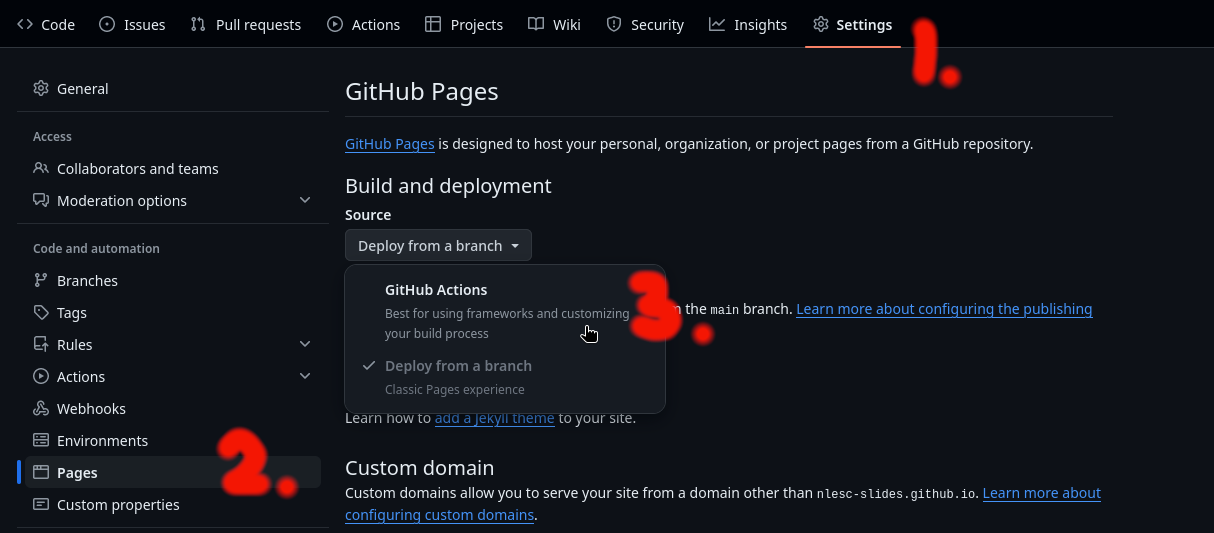 Code Issues Pull requests Actions Projects Wiki Security Insights Settings
1.
General
Access
Collaborators and teams
Moderation options
Code and automation
Branches
Tags
Rules
Actions
Webhooks
Environments
Pages
2.
Custom properties
GitHub Pages
GitHub Pages is designed to host your personal, organization, or project pages from a GitHub repository.
Build and deployment
Source
Deploy from a branch
GitHub Actions
Best for using frameworks and customizing
your build process
3.
Deploy from a branch
Classic Pages experience
the main branch. Learn more about configuring the publishing
Learn how to add a Jekyll theme to your site.
Custom domain
Custom domains allow you to serve your site from a domain other than nlesc-slides.github.io. Learn more about
configuring custom domains.